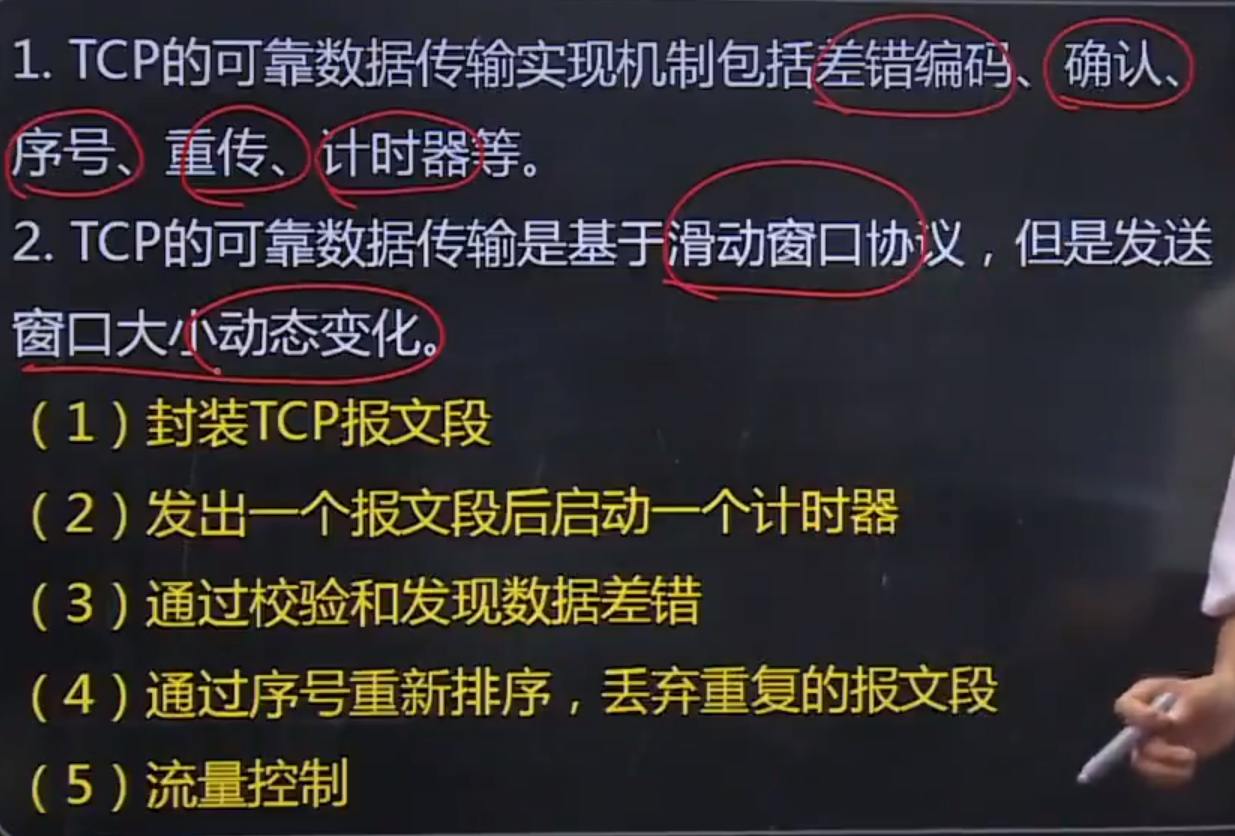 1. TCP的可靠数据传输实现机制包括差错编码、确认、
序号、重传、计时器等。
2. TCP的可靠数据传输是基于滑动窗口协议，但是发送
窗口大小动态变化。
（1）封装TCP报文段
（2）发出一个报文段后启动一个计时器
（3）通过校验和发现数据差错
（4）通过序号重新排序，丢弃重复的报文段
（5）流量控制